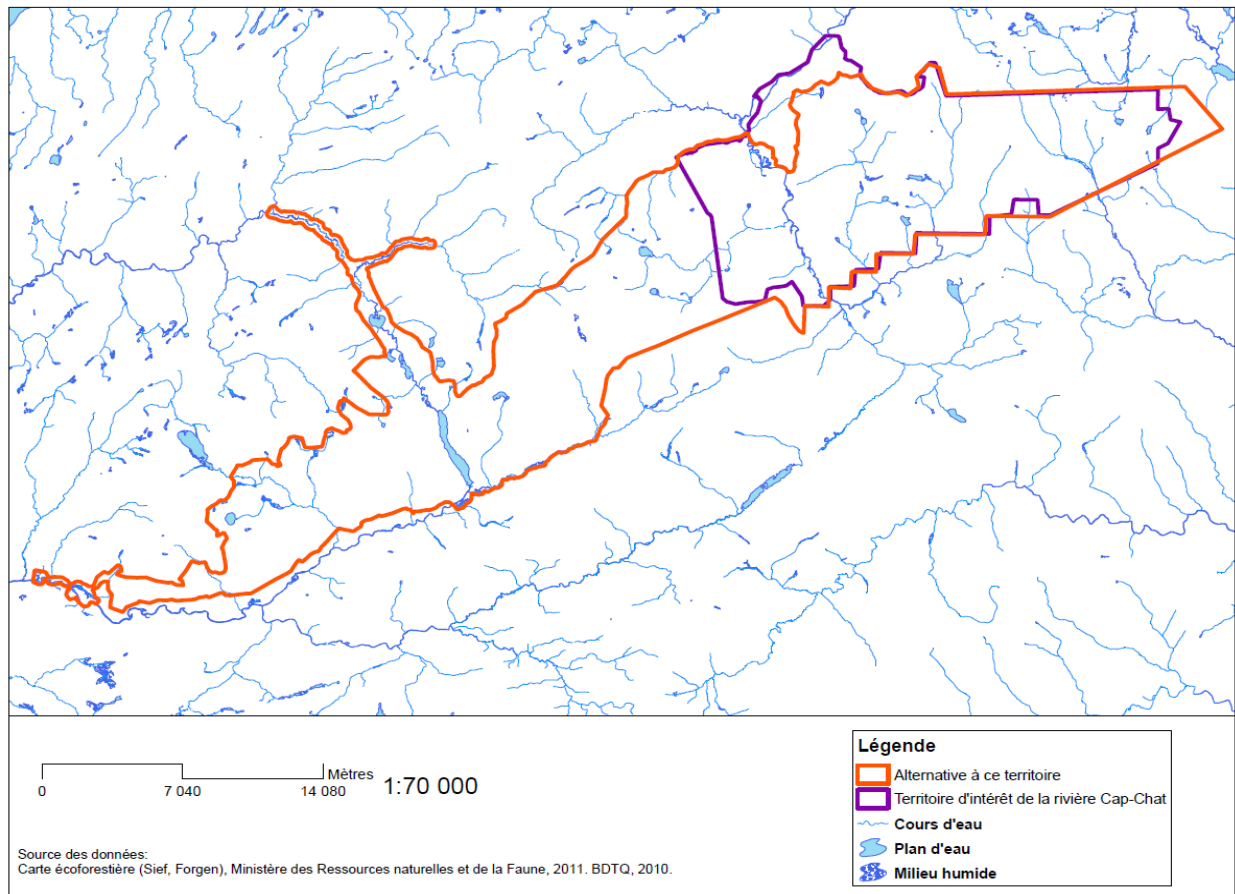 Mètres
0
7 040
14 080
1:70 000
Source des données:
Carte écoforestière (Sief, Forgen), Ministère des Ressources naturelles et de la Faune, 2011. BDTQ, 2010.
Légende
Alternative à ce territoire
Territoire d'intérêt de la rivière Cap-Chat
Cours d'eau
Plan d'eau
Milieu humide